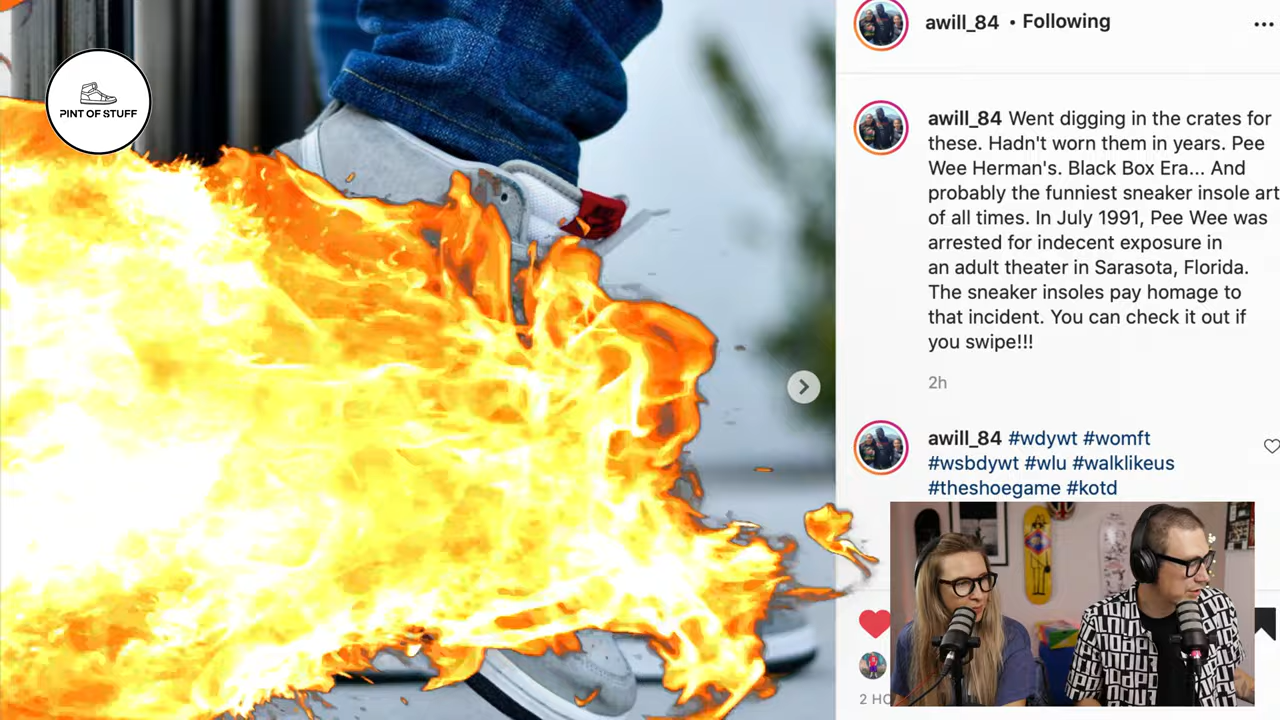 awill_84 • Following
PINT OF STUFF
awill_84 Went digging in the crates for
these. Hadn't worn them in years. Pee
Wee Herman's. Black Box Era... And
probably the funniest sneaker insole art
of all times. In July 1991, Pee Wee was
arrested for indecent exposure in
an adult theater in Sarasota, Florida.
The sneaker insoles pay homage to
that incident. You can check it out if
you swipe!!!
2h
awill_84 #wdywt #womft
#wsbdywt #wlu #walklikeus
#theshoegame #kotd